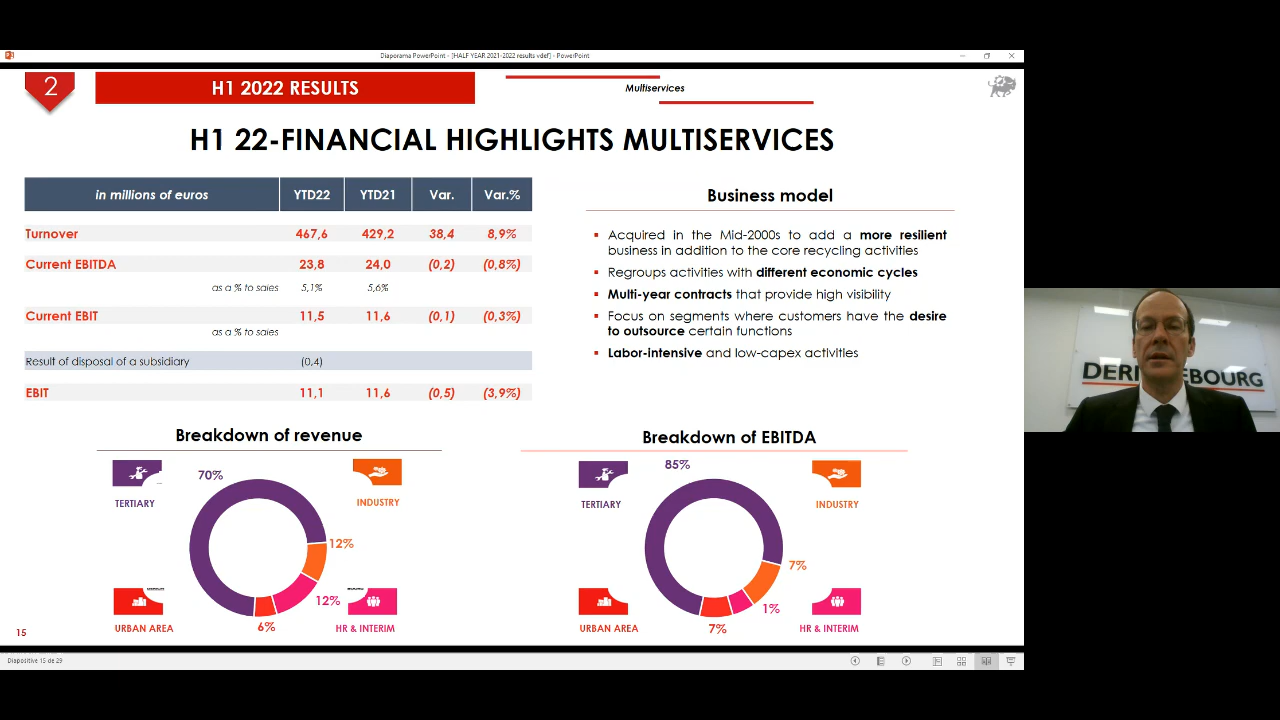 Diaporama PowerPoint - [HALF YEAR 2021-2022 results vdef] - PowerPoint
2
H1 2022 RESULTS
Multiservices
H1 22-FINANCIAL HIGHLIGHTS MULTISERVICES
in millions of euros YTD22 YTD21 Var. Var.%
Turnover 467,6 429,2 38,4 8,9%
Current EBITDA 23,8 24,0 (0,2) (0,8%)
as a % to sales 5,1% 5,6%
Current EBIT 11,5 11,6 (0,1) (0,3%)
as a % to sales
Result of disposal of a subsidiary (0,4)
EBIT 11,1 11,6 (0,5) (3,9%)
Business model
Acquired in the Mid-2000s to add a more resilient
business in addition to the core recycling activities
Regroups activities with different economic cycles
Multi-year contracts that provide high visibility
Focus on segments where customers have the desire
to outsource certain functions
Labor-intensive and low-capex activities
Breakdown of revenue
TERTIARY
70%
INDUSTRY
12%
12%
6%
URBAN AREA
HR & INTERIM
Breakdown of EBITDA
TERTIARY
85%
INDUSTRY
7%
1%
7%
URBAN AREA
HR & INTERIM
15
Diapositive 15 de 29
DERI EBOURG